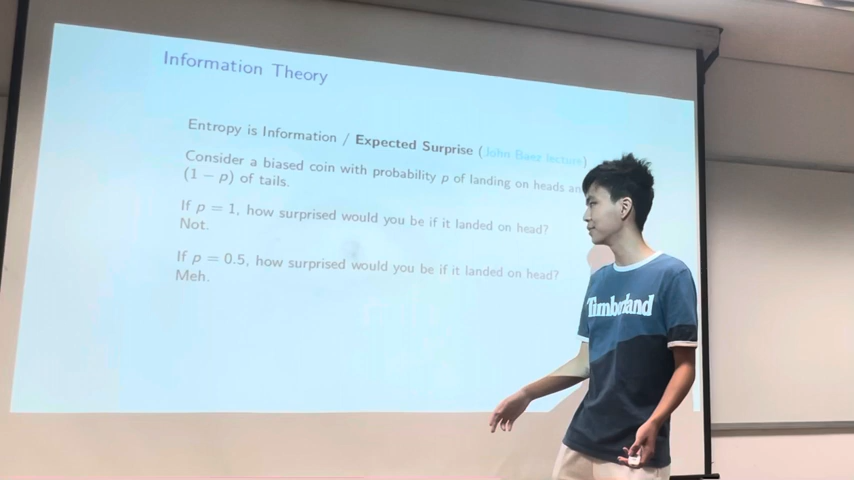 Information Theory
Entropy is Information / Expected Surprise (John Baez lecture)
Consider a biased coin with probability p of landing on heads an
(1 − p) of tails.
If p = 1, how surprised would you be if it landed on head?
Not.
If p = 0.5, how surprised would you be if it landed on head?
Meh.
Timberland